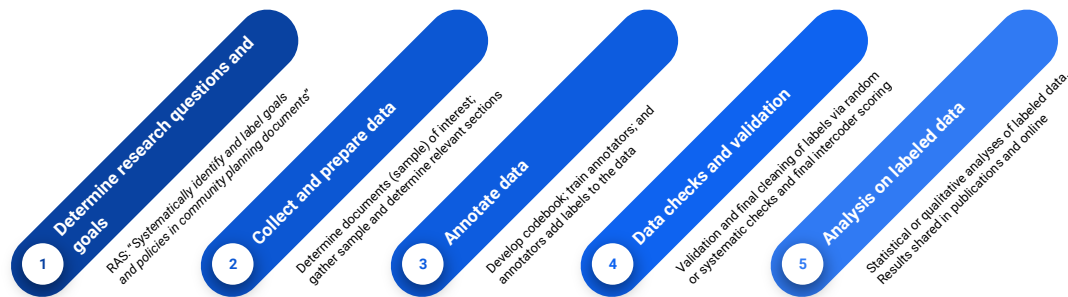 1
Determine research questions and
goals
RAS: "Systematically identify and label goals
and policies in community planning documents"
2
Collect and prepare data
Determine documents (sample) of interest;
gather sample and determine relevant sections
3
Annotate data
Develop codebook; train annotators; and
annotators add labels to the data
4
Data checks and validation
Validation and final cleaning of labels via random
or systematic checks and final intercoder scoring
5
Analysis on labeled data
Statistical or qualitative analyses of labeled data.
Results shared in publications and online